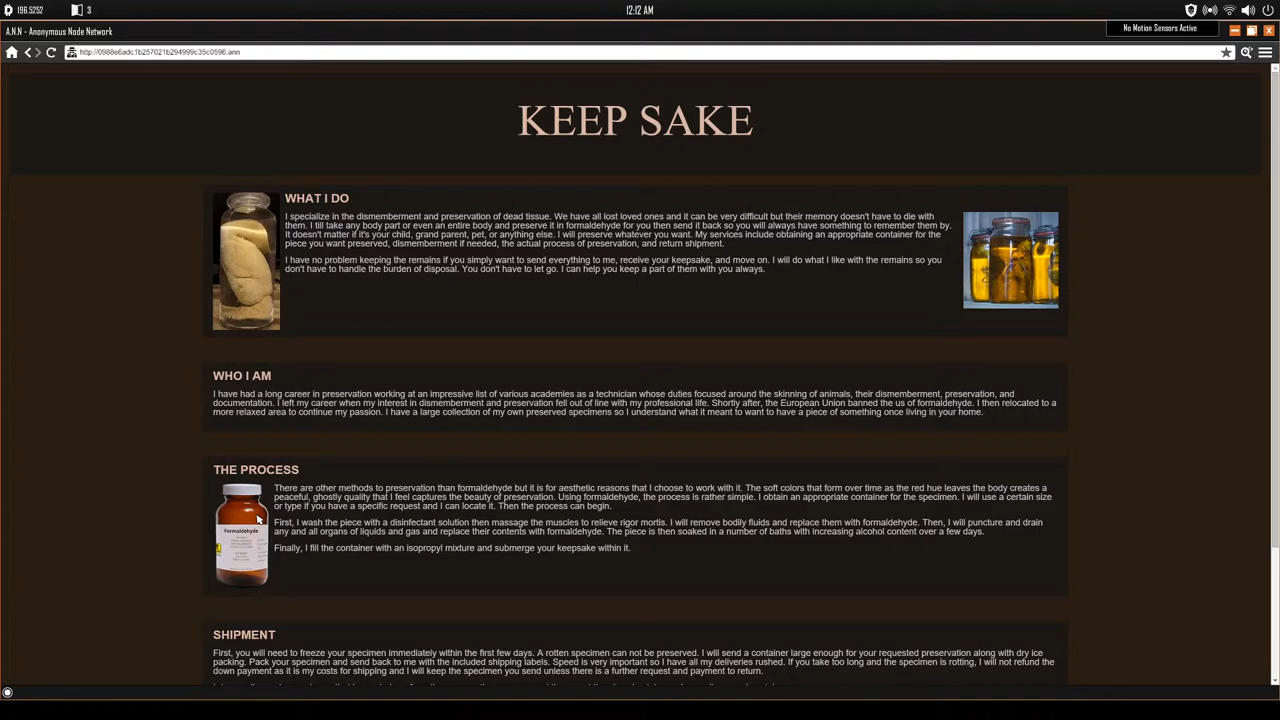 196.5252
3
12:12 AM
A.N.N - Anonymous Node Network
No Motion Sensors Active
http://0988e6adc1b257021b294999c35c0596.ann
KEEP SAKE
WHAT I DO
I specialize in the dismemberment and preservation of dead tissue. We have all lost loved ones and it can be very difficult but their memory doesn't have to die with
them. I till take any body part or even an entire body and preserve it in formaldehyde for you then send it back so you will always have something to remember them by.
It doesn't matter if it's your child, grand parent, pet, or anything else. I will preserve whatever you want. My services include obtaining an appropriate container for the
piece you want preserved, dismemberment if needed, the actual process of preservation, and return shipment.
I have no problem keeping the remains if you simply want to send everything to me, receive your keepsake, and move on. I will do what I like with the remains so you
don't have to handle the burden of disposal. You don't have to let go. I can help you keep a part of them with you always.
WHO I AM
I have had a long career in preservation working at an impressive list of various academies as a technician whose duties focused around the skinning of animals, their dismemberment, preservation, and
documentation. I left my career when my interest in dismemberment and preservation fell out of line with my professional life. Shortly after, the European Union banned the us of formaldehyde. I then relocated to a
more relaxed area to continue my passion. I have a large collection of my own preserved specimens so I understand what it meant to want to have a piece of something once living in your home.
THE PROCESS
There are other methods to preservation than formaldehyde but it is for aesthetic reasons that I choose to work with it. The soft colors that form over time as the red hue leaves the body creates a
peaceful, ghostly quality that I feel captures the beauty of preservation. Using formaldehyde, the process is rather simple. I obtain an appropriate container for the specimen. I will use a certain size
or type if you have a specific request and I can locate it. Then the process can begin.
Formaldehyde
First, I wash the piece with a disinfectant solution then massage the muscles to relieve rigor mortis. I will remove bodily fluids and replace them with formaldehyde. Then, I will puncture and drain
any and all organs of liquids and gas and replace their contents with formaldehyde. The piece is then soaked in a number of baths with increasing alcohol content over a few days.
Finally, I fill the container with an isopropyl mixture and submerge your keepsake within it.
SHIPMENT
First, you will need to freeze your specimen immediately within the first few days. A rotten specimen can not be preserved. I will send a container large enough for your requested preservation along with dry ice
packing. Pack your specimen and send back to me with the included shipping labels. Speed is very important so I have all my deliveries rushed. If you take too long and the specimen is rotting, I will not refund the
down payment as it is my costs for shipping and I will keep the specimen you send unless there is a further request and payment to return.